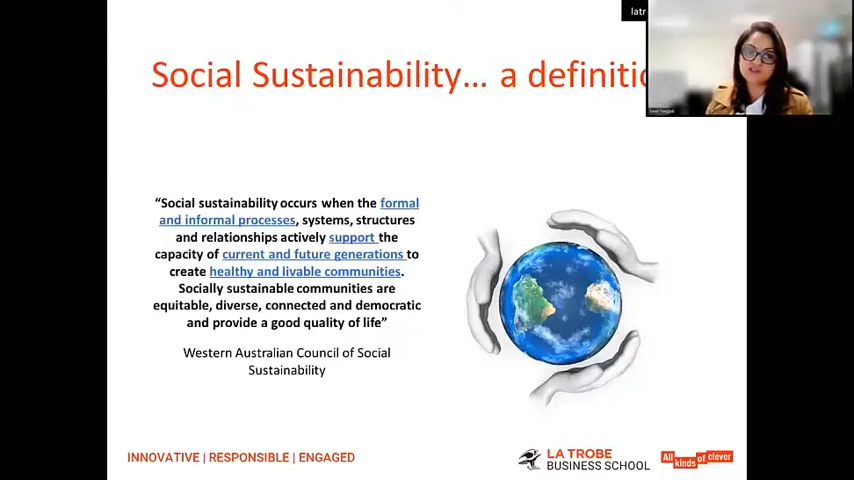 latr
Social Sustainability... a definitio
“Social sustainability occurs when the formal
and informal processes, systems, structures
and relationships actively support the
capacity of current and future generations to
create healthy and livable communities.
Socially sustainable communities are
equitable, diverse, connected and democratic
and provide a good quality of life”
Western Australian Council of Social
Sustainability
INNOVATIVE | RESPONSIBLE | ENGAGED
LA TROBE
BUSINESS SCHOOL
All kinds of clever